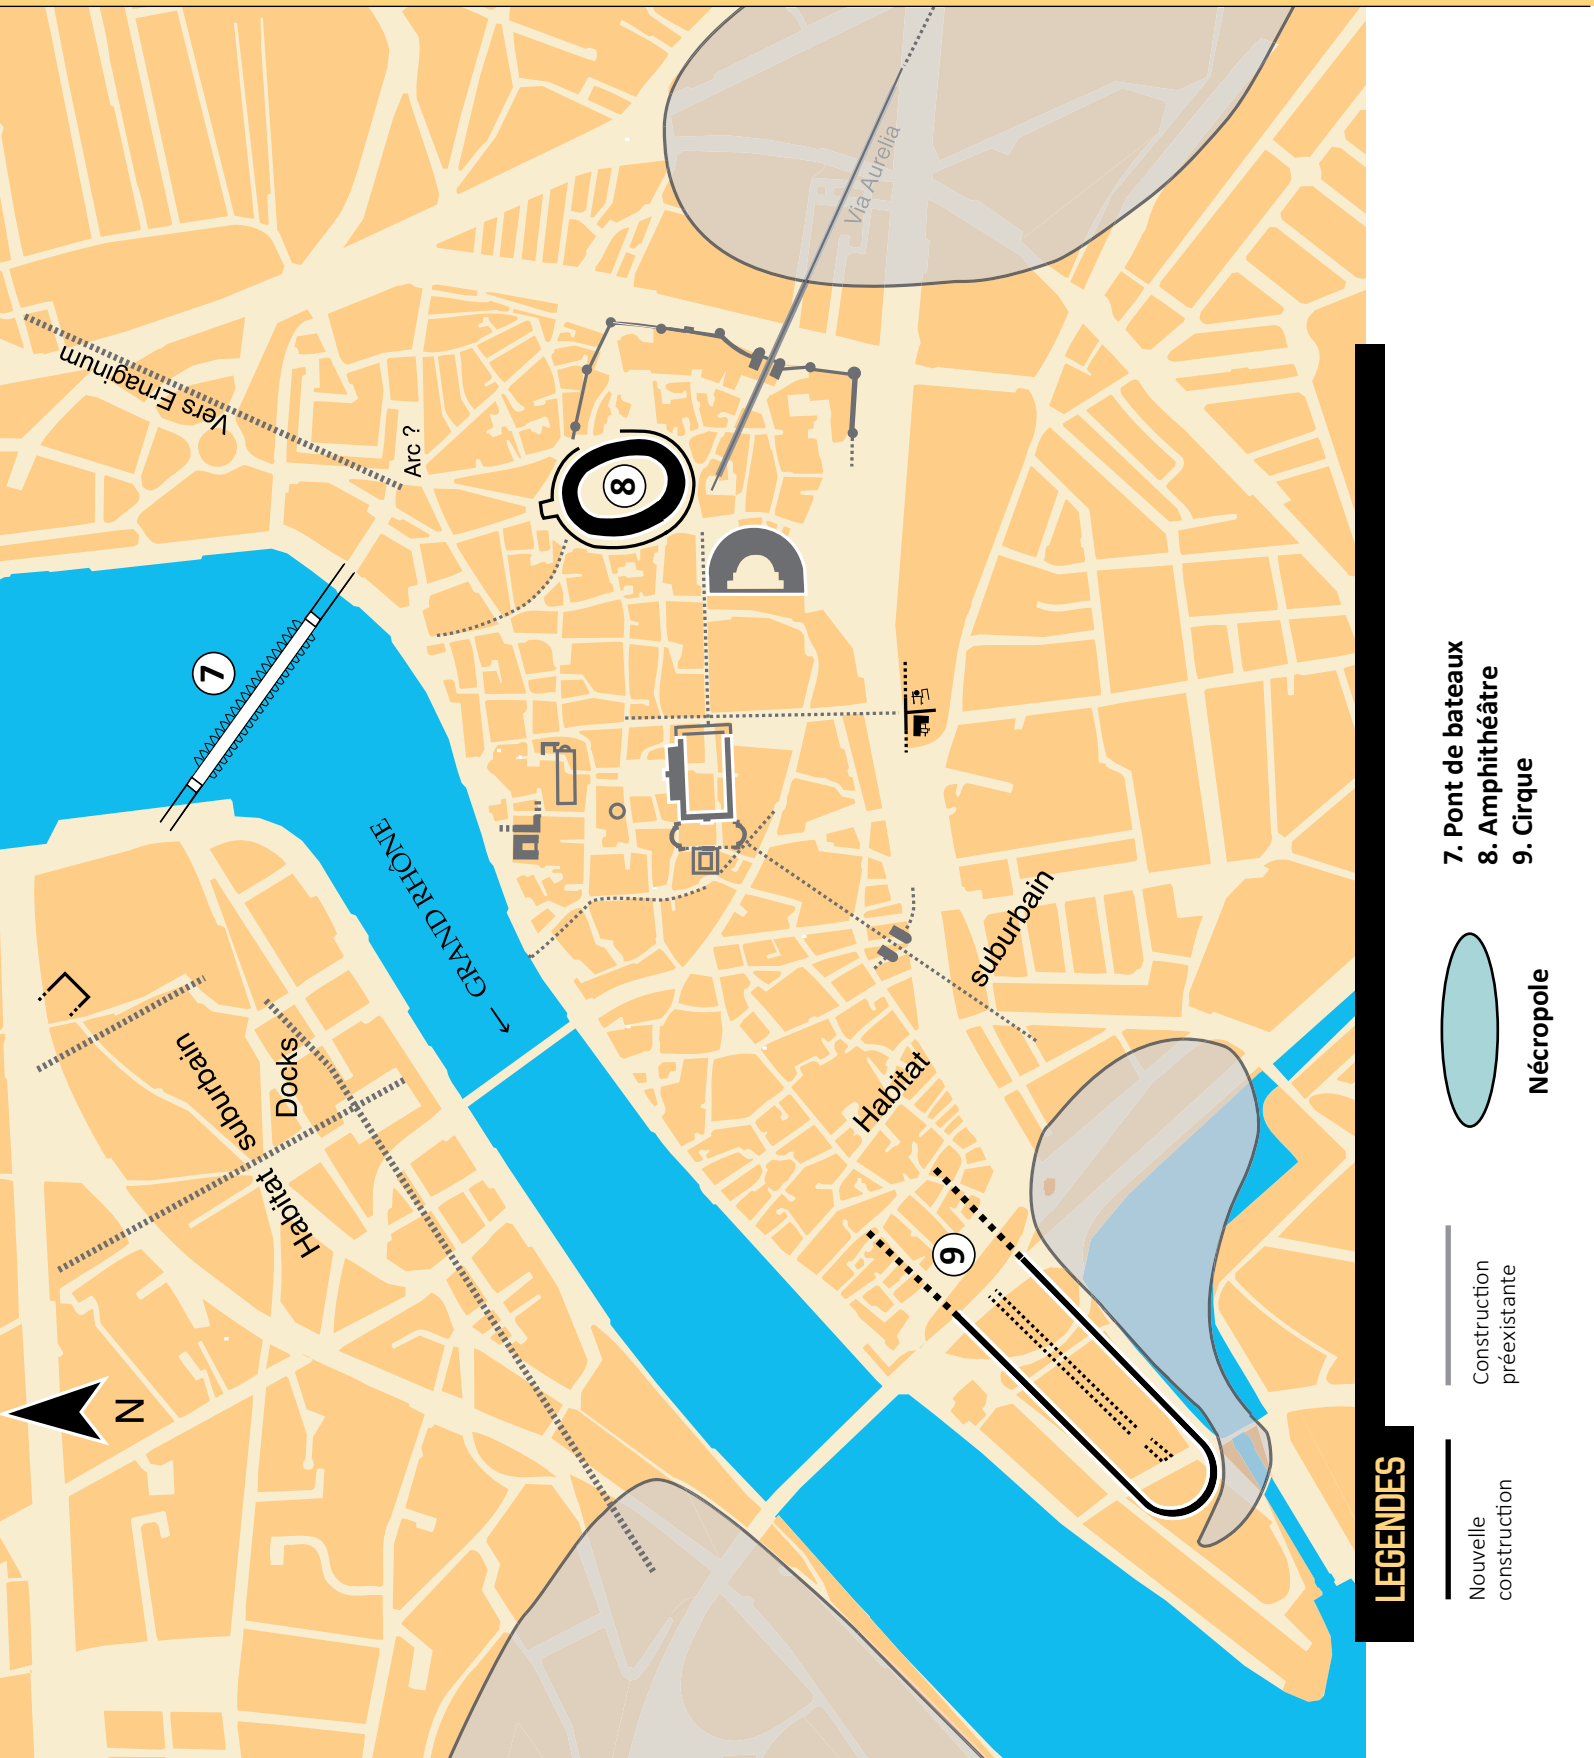 N
Vers Ernaginum
Arc ?
Via Aurelia
7
8
← GRAND RHÔNE
Habitat suburbain
Docks
Habitat suburbain
9
LEGENDES
Nouvelle
construction
Construction
préexistante
Nécropole
7. Pont de bateaux
8. Amphithéâtre
9. Cirque